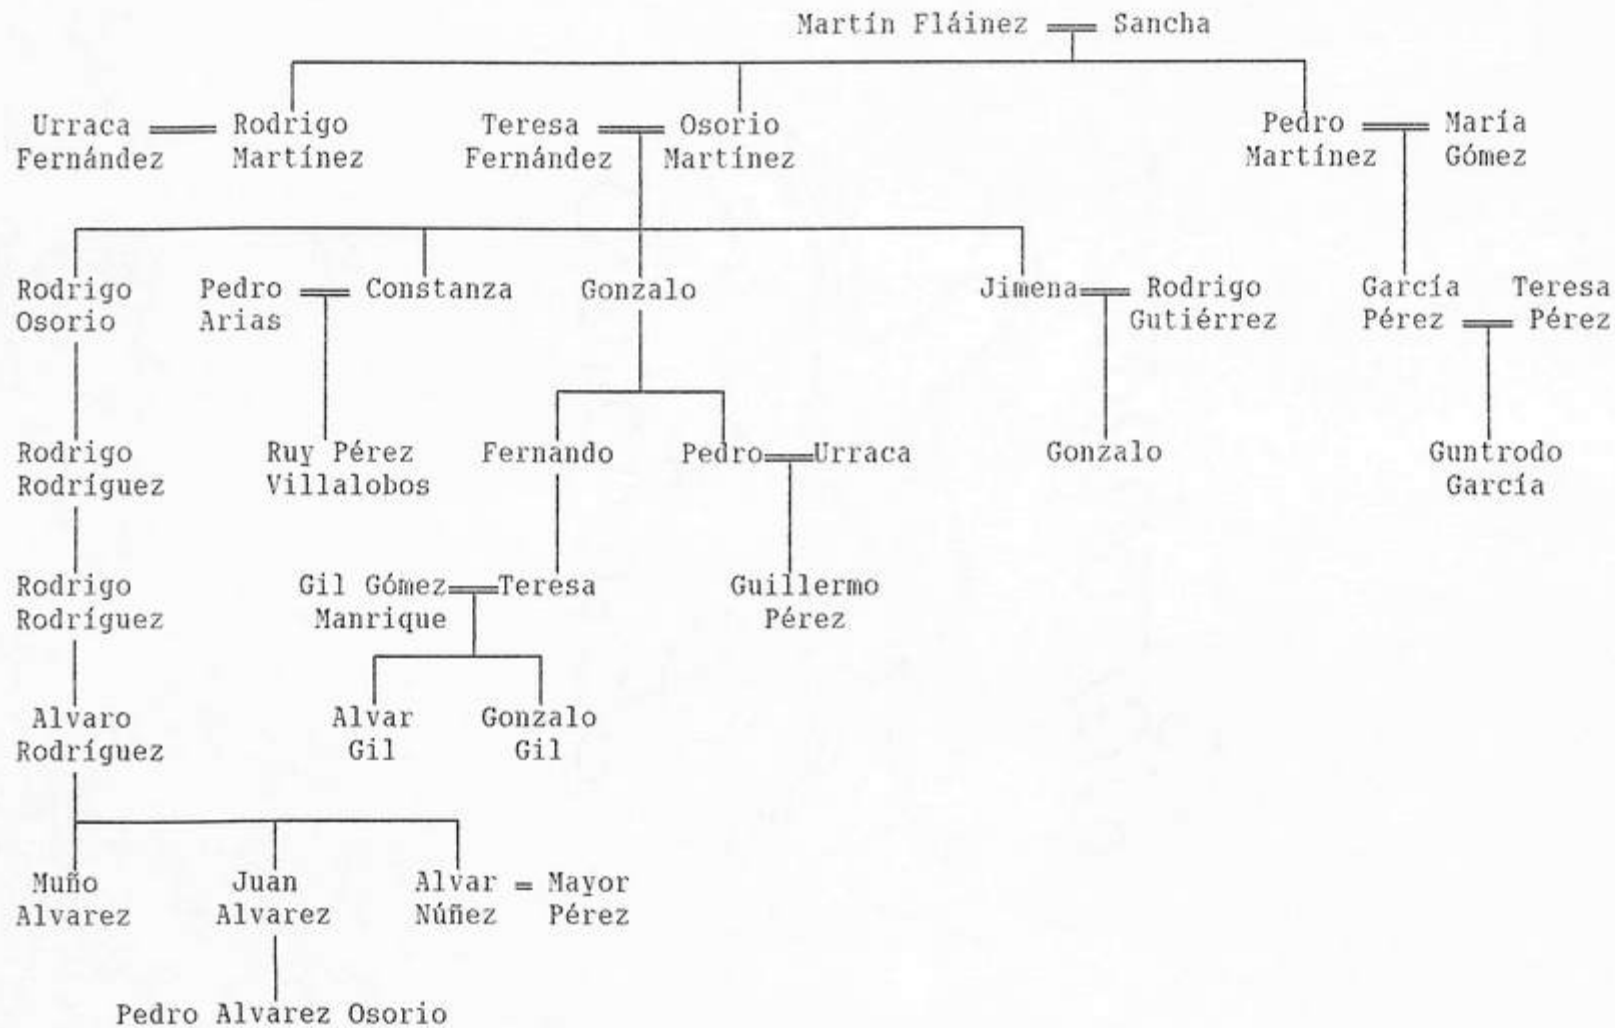 Martín Fláinez Sancha
Urraca Rodrigo Teresa Osorio Pedro María
Fernández Martínez Fernández Martínez Martínez Gómez
Rodrigo Pedro Constanza Gonzalo Jimena Rodrigo García Teresa
Osorio Arias Gutiérrez Pérez Pérez
Rodrigo Ruy Pérez Fernando Pedro Urraca Gonzalo Guntrodo
Rodríguez Villalobos García
Rodrigo Gil Gómez Teresa Guillermo
Rodríguez Manrique Pérez
Alvaro Alvar Gonzalo
Rodríguez Gil Gil
Muño Juan Alvar = Mayor
Alvarez Alvarez Núñez Pérez
Pedro Alvarez Osorio